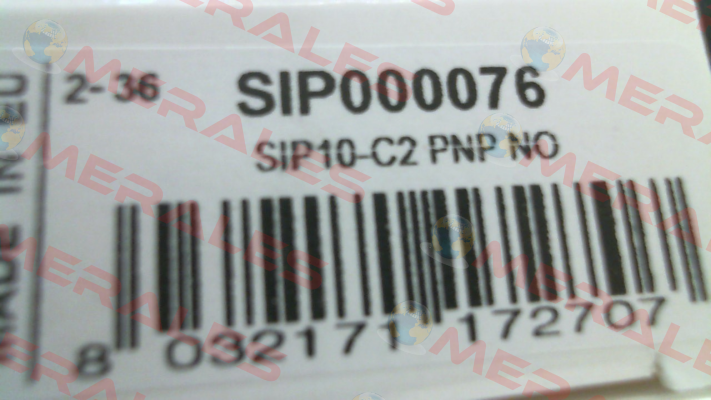 2-36 SIP000076
SIP10-C2 PNP NO
8 032171 172707
MADE IN EU
MERALES